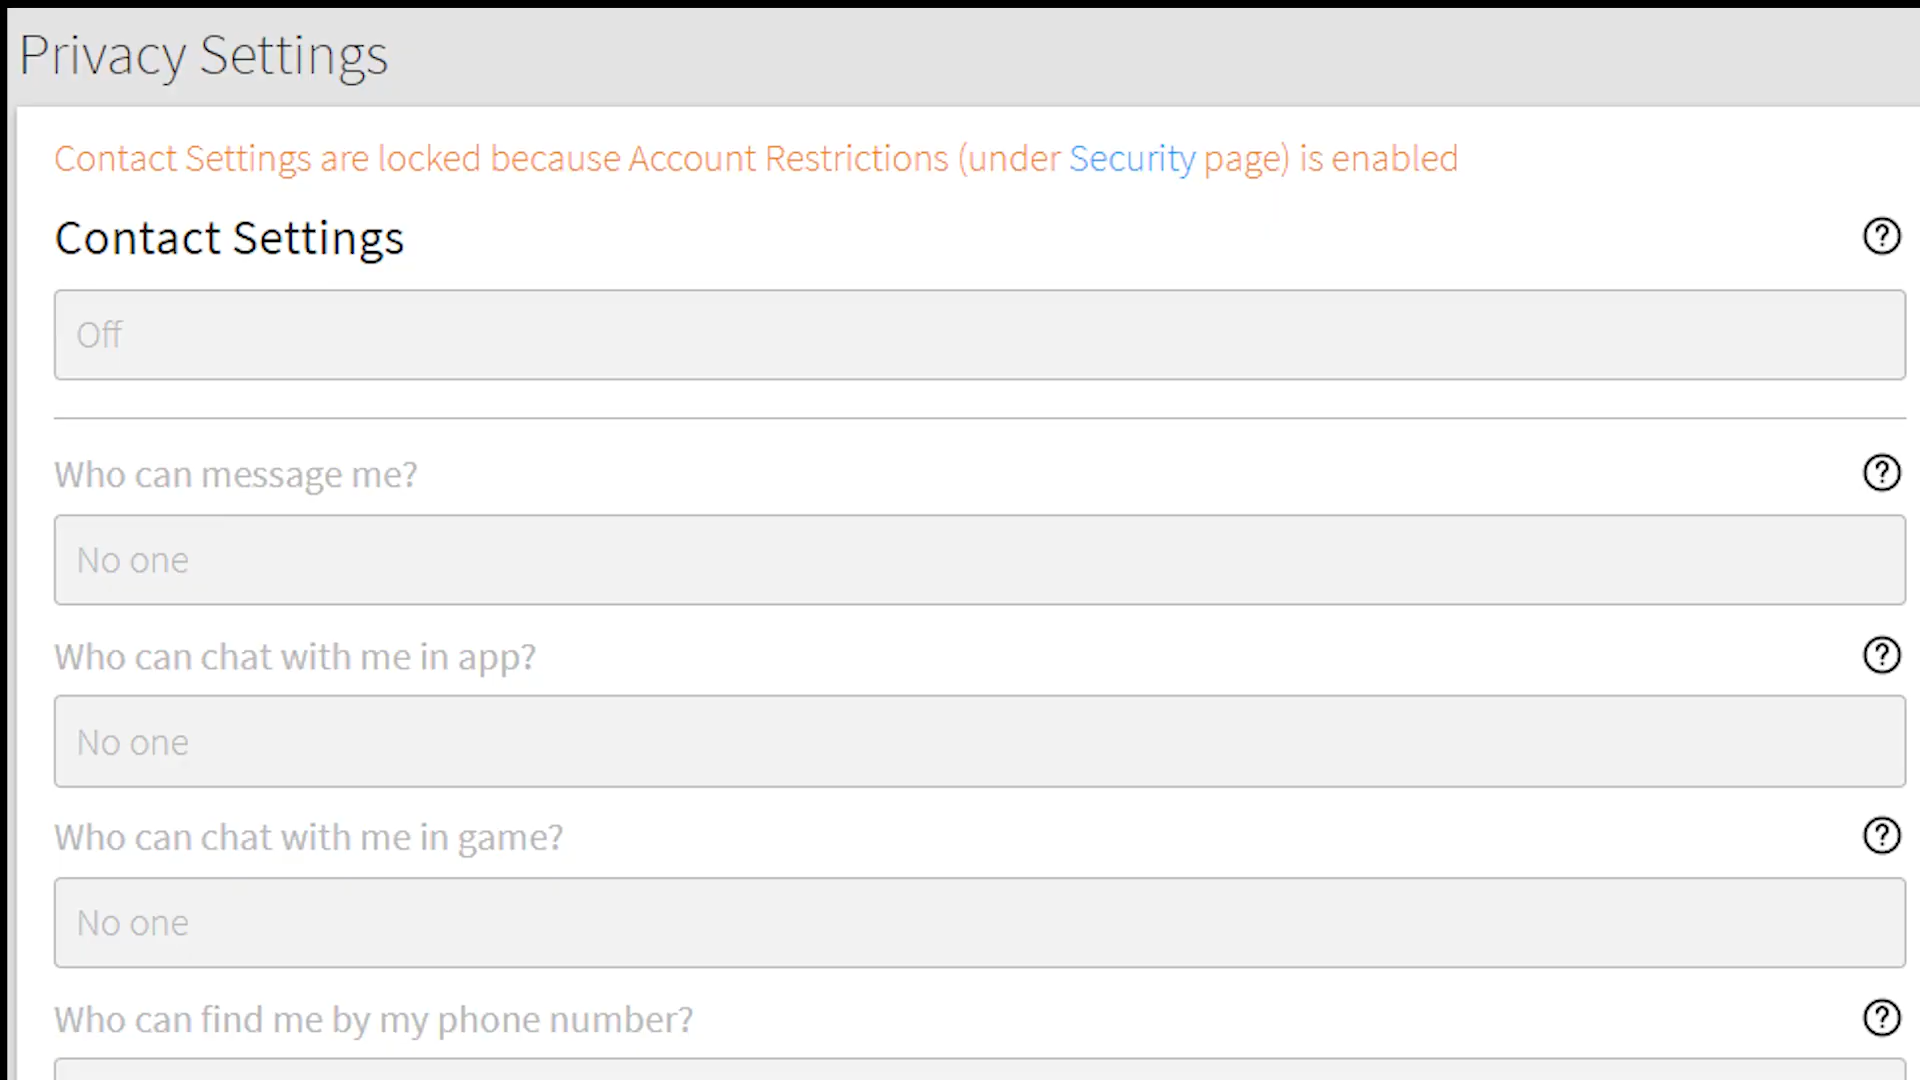 Privacy Settings
Contact Settings are locked because Account Restrictions (under Security page) is enabled
Contact Settings
Off
Who can message me?
No one
Who can chat with me in app?
No one
Who can chat with me in game?
No one
Who can find me by my phone number?